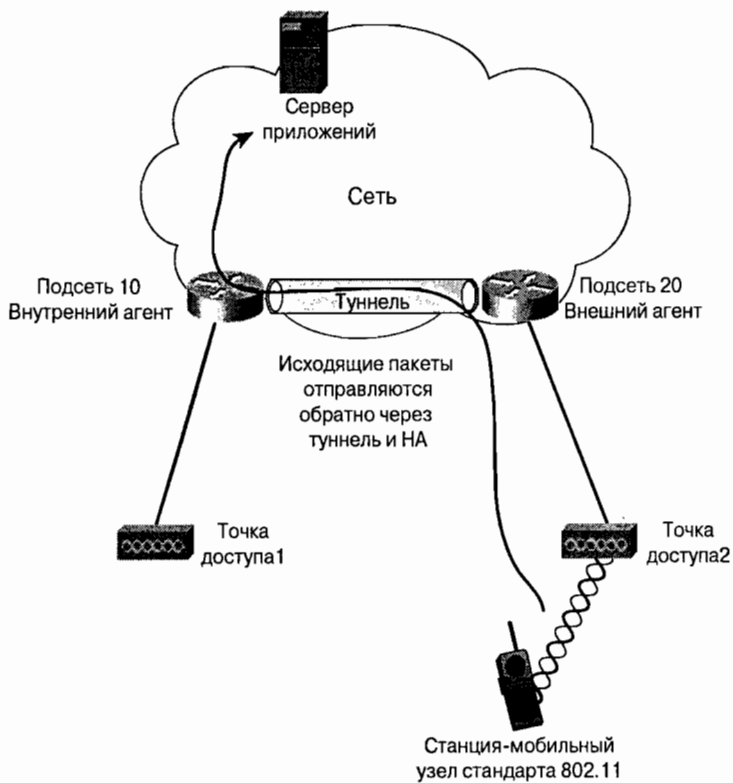 Сервер
приложений
Сеть
Подсеть 10
Внутренний агент
Туннель
Подсеть 20
Внешний агент
Исходящие пакеты
отправляются
обратно через
туннель и НА
Точка
доступа1
Точка
доступа2
Станция-мобильный
узел стандарта 802.11